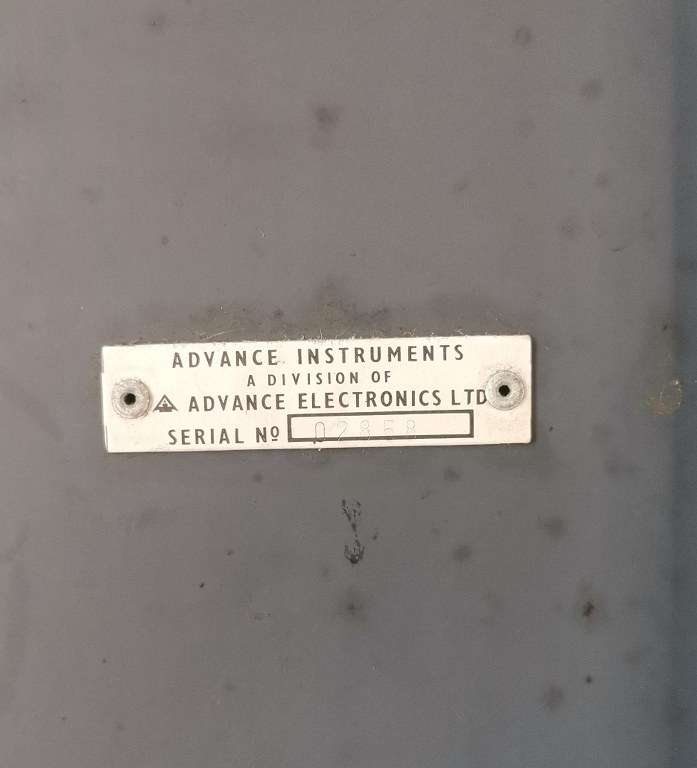 ADVANCE INSTRUMENTS
A DIVISION OF
ADVANCE ELECTRONICS LTD
SERIAL Nº